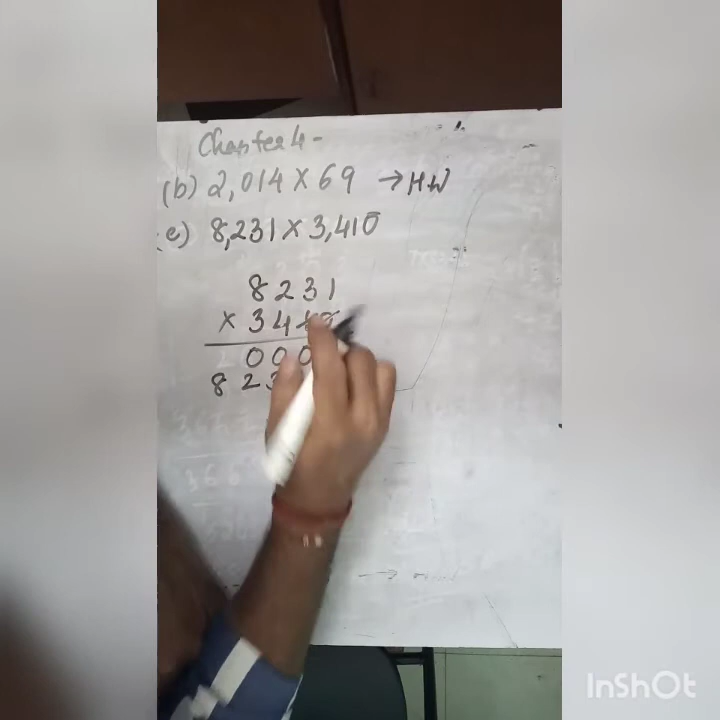 Chapter 4 -
(b) 2,014 × 69 → HW
(e) 8,231 × 3,410
8231
× 34
000
823
InShOt